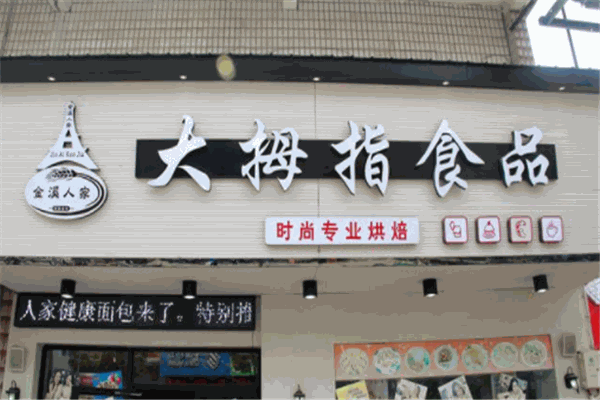 大拇指食品
金溪人家
时尚专业烘焙
人家健康面包来了。特别推